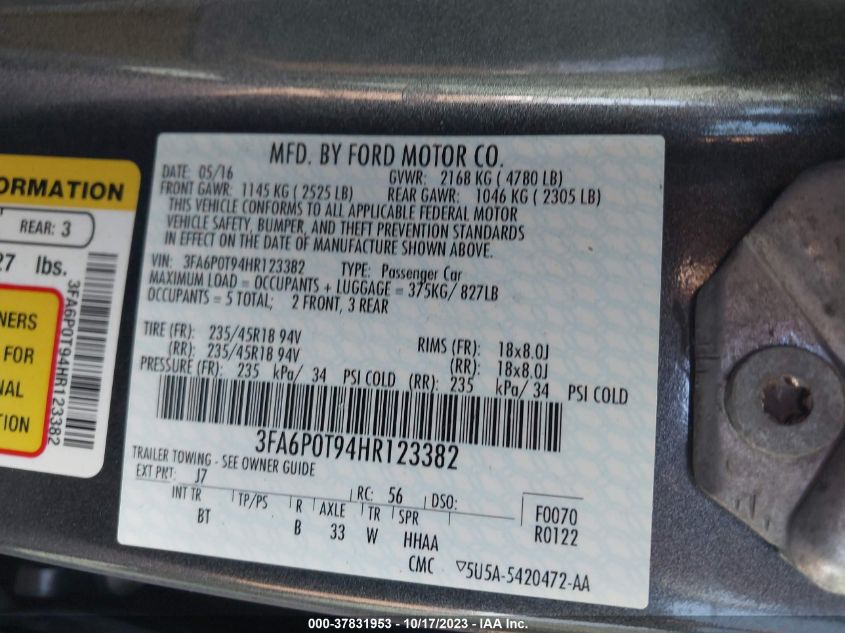 MFD. BY FORD MOTOR CO.
DATE: 05/16 GVWR: 2168 KG ( 4780 LB)
FRONT GAWR: 1145 KG ( 2525 LB) REAR GAWR: 1046 KG ( 2305 LB)
THIS VEHICLE CONFORMS TO ALL APPLICABLE FEDERAL MOTOR
VEHICLE SAFETY, BUMPER, AND THEFT PREVENTION STANDARDS
IN EFFECT ON THE DATE OF MANUFACTURE SHOWN ABOVE.
VIN: 3FA6P0T94HR123382 TYPE: Passenger Car
MAXIMUM LOAD = OCCUPANTS + LUGGAGE = 375KG/ 827LB
OCCUPANTS = 5 TOTAL; 2 FRONT, 3 REAR
TIRE (FR): 235/45R18 94V RIMS (FR): 18x8.0J
(RR): 235/45R18 94V (RR): 18x8.0J
PRESSURE (FR): 235 kPa/ 34 PSI COLD (RR): 235 kPa/ 34 PSI COLD
3FA6P0T94HR123382
TRAILER TOWING - SEE OWNER GUIDE
EXT PNT: J7 RC: 56 DSO:
INT TR TP/PS R AXLE TR SPR F0070
BT B 33 W HHAA R0122
CMC ▽5U5A-5420472-AA
ORMATION
REAR: 3
27 lbs.
NERS
FOR
NAL
TION
3FA6P0T94HR123382
000-37831953 - 10/17/2023 - IAAI Inc.